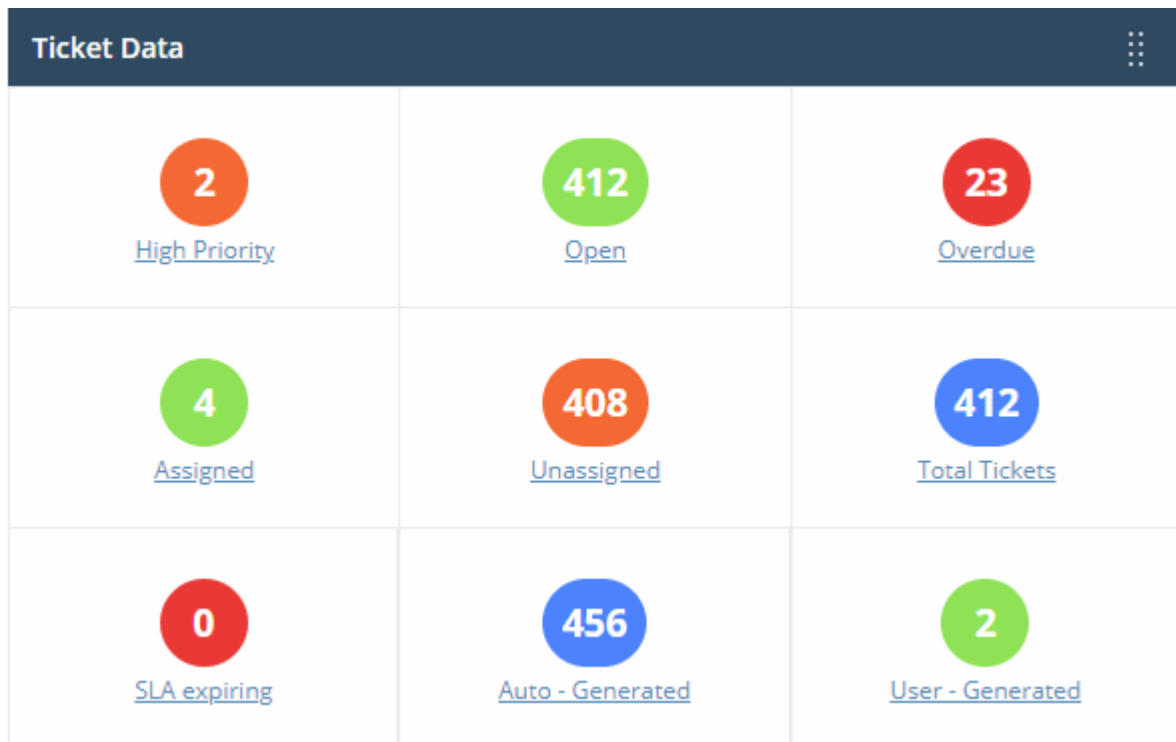 Ticket Data
2
High Priority
412
Open
23
Overdue
4
Assigned
408
Unassigned
412
Total Tickets
0
SLA expiring
456
Auto - Generated
2
User - Generated